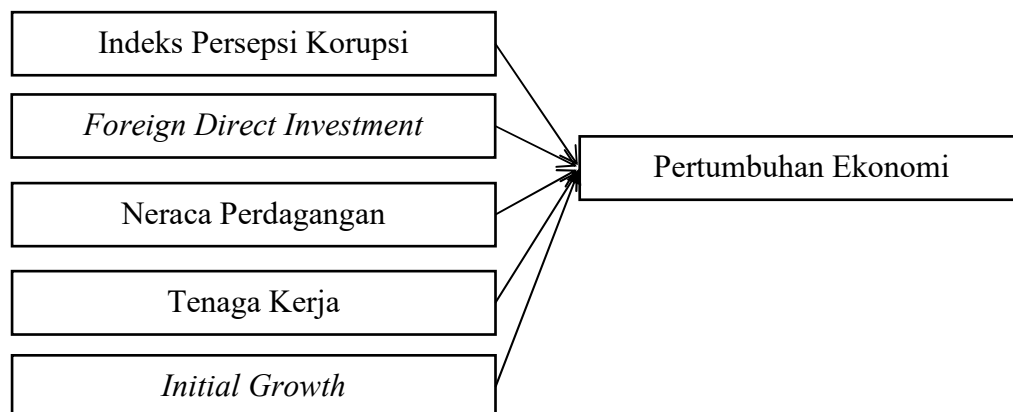 Indeks Persepsi Korupsi
Foreign Direct Investment
Pertumbuhan Ekonomi
Neraca Perdagangan
Tenaga Kerja
Initial Growth